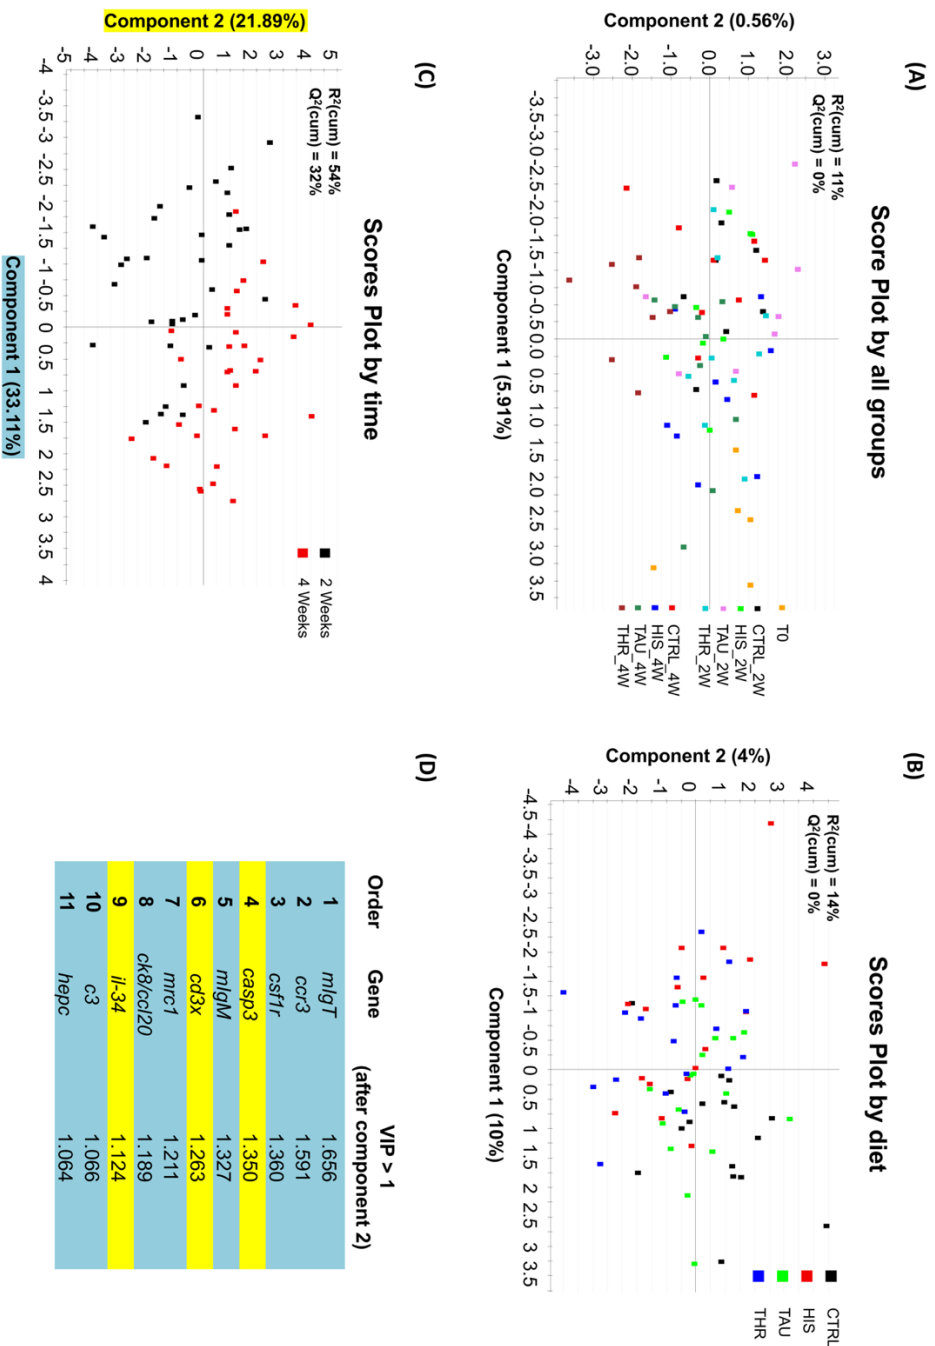 (A)
Score Plot by all groups
R²(cum) = 11%
Q²(cum) = 0%
Component 2 (0.56%)
3.0
2.0
1.0
0.0
-1.0
-2.0
-3.0
-3.5 -3.0 -2.5 -2.0 -1.5 -1.0 -0.5 0.0 0.5 1.0 1.5 2.0 2.5 3.0 3.5
Component 1 (5.91%)
T0
CTRL_2W
HIS_2W
TAU_2W
THR_2W
CTRL_4W
HIS_4W
TAU_4W
THR_4W
(B)
Scores Plot by diet
R²(cum) = 14%
Q²(cum) = 0%
Component 2 (4%)
4
3
2
1
0
-1
-2
-3
-4
-4.5 -4 -3.5 -3 -2.5 -2 -1.5 -1 -0.5 0 0.5 1 1.5 2 2.5 3 3.5
Component 1 (10%)
CTRL
HIS
TAU
THR
(C)
Scores Plot by time
R²(cum) = 54%
Q²(cum) = 32%
Component 2 (21.89%)
5
4
3
2
1
0
-1
-2
-3
-4
-5
-4 -3.5 -3 -2.5 -2 -1.5 -1 -0.5 0 0.5 1 1.5 2 2.5 3 3.5 4
Component 1 (33.11%)
2 Weeks
4 Weeks
(D)
Order Gene VIP > 1
(after component 2)
1 mIgT 1.656
2 ccr3 1.591
3 csf1r 1.360
4 casp3 1.350
5 mIgM 1.327
6 cd3x 1.263
7 mrc1 1.211
8 ck8/ccl20 1.189
9 il-34 1.124
10 c3 1.066
11 hepc 1.064